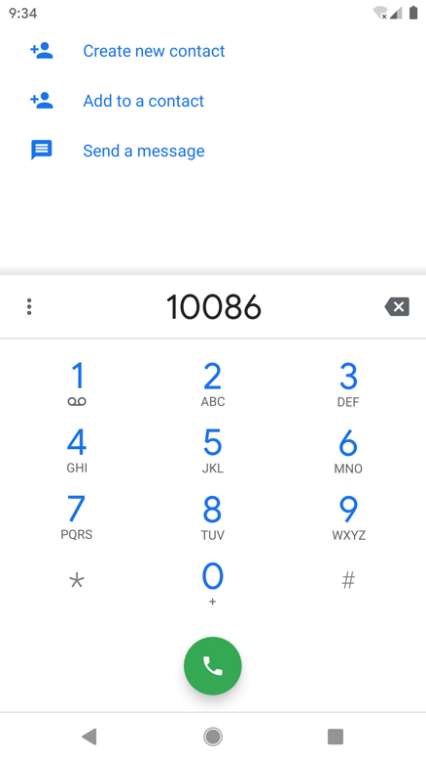 9:34
Create new contact
Add to a contact
Send a message
10086
1 2 3
ABC DEF
4 5 6
GHI JKL MNO
7 8 9
PQRS TUV WXYZ
* 0 #
+